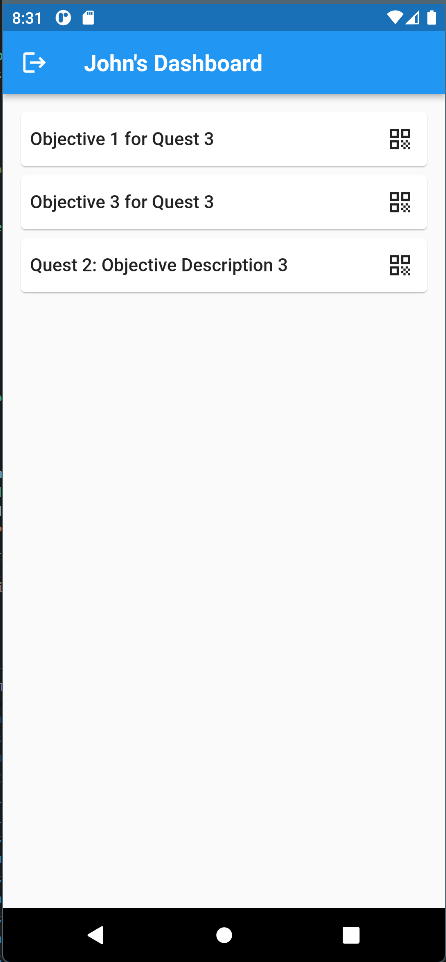 8:31
John's Dashboard
Objective 1 for Quest 3
Objective 3 for Quest 3
Quest 2: Objective Description 3